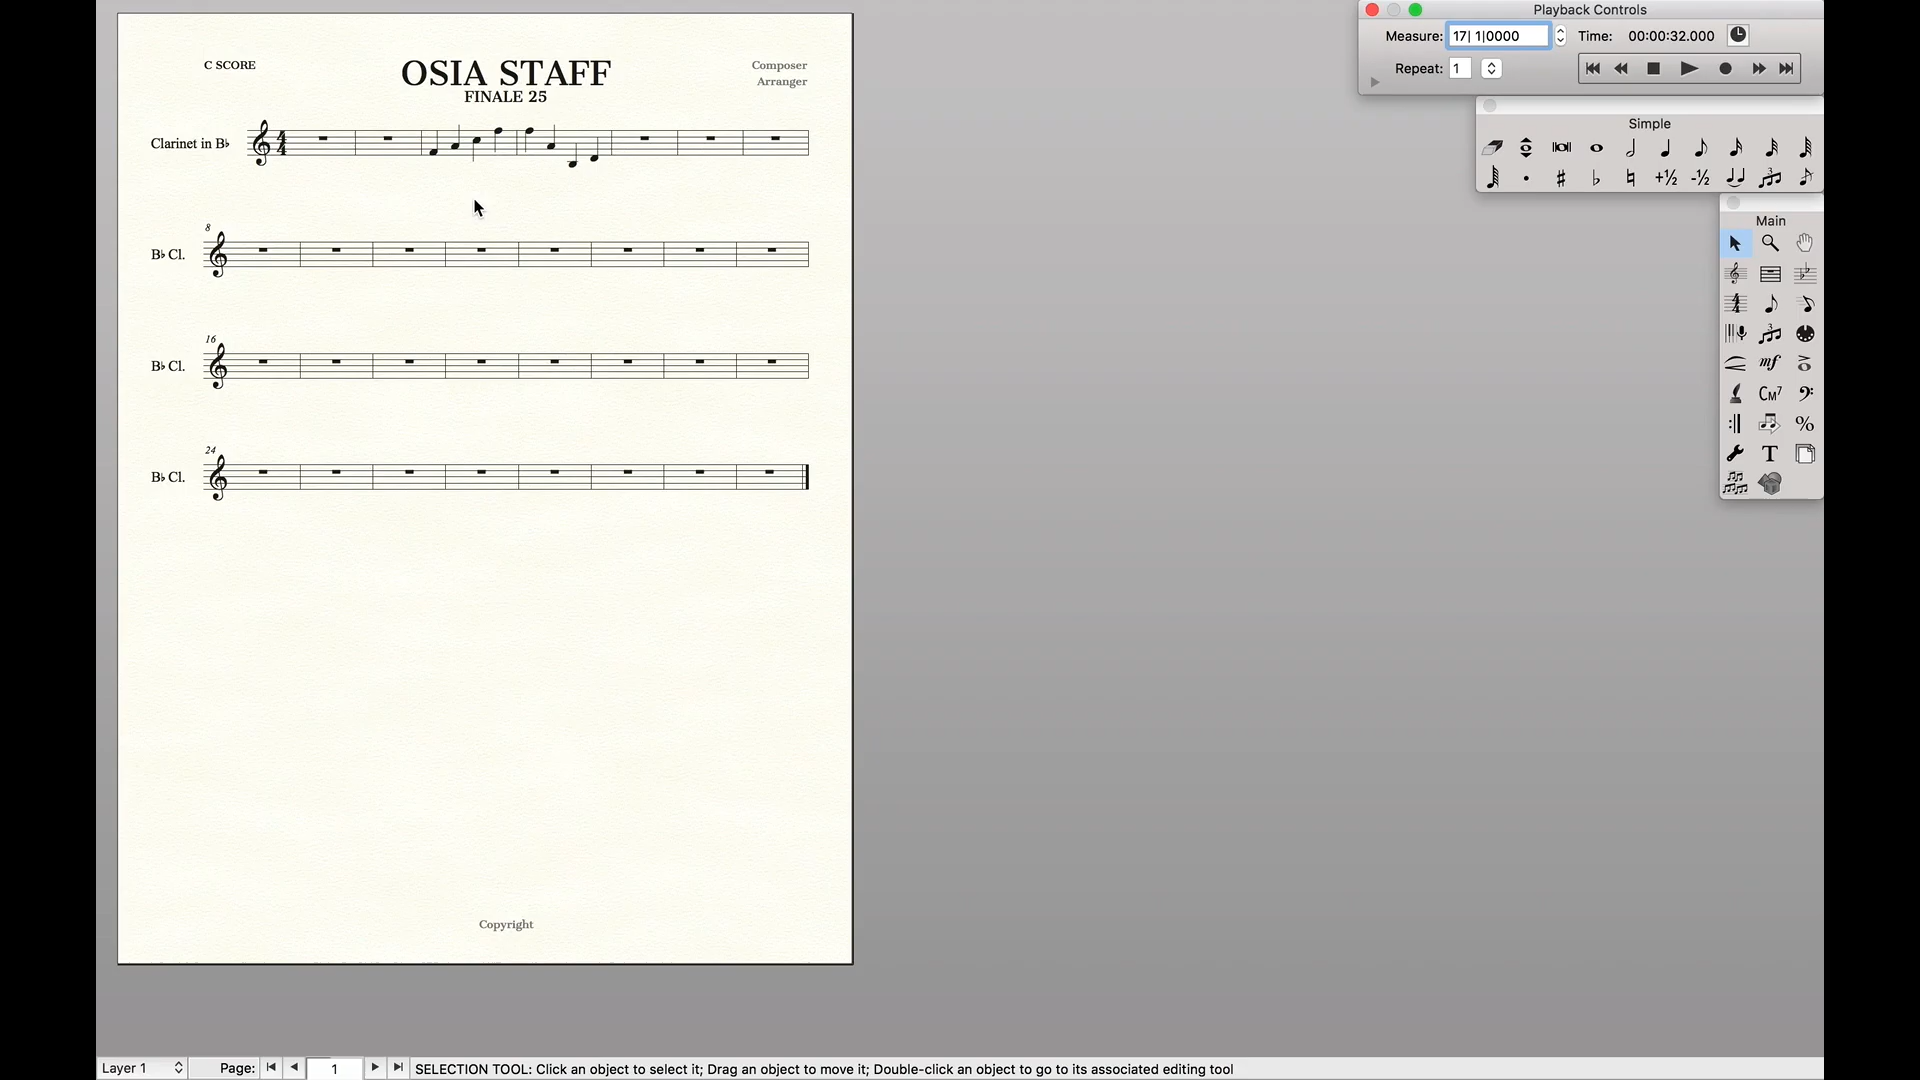 C SCORE
OSIA STAFF
FINALE 25
Composer
Arranger
Clarinet in B♭
8
B♭ Cl.
16
B♭ Cl.
24
B♭ Cl.
Copyright
Playback Controls
Measure: 17| 1|0000
Time: 00:00:32.000
Repeat: 1
Simple
+½ -½
Main
mf
CM7
%
T
Layer 1
Page: 1
SELECTION TOOL: Click an object to select it; Drag an object to move it; Double-click an object to go to its associated editing tool